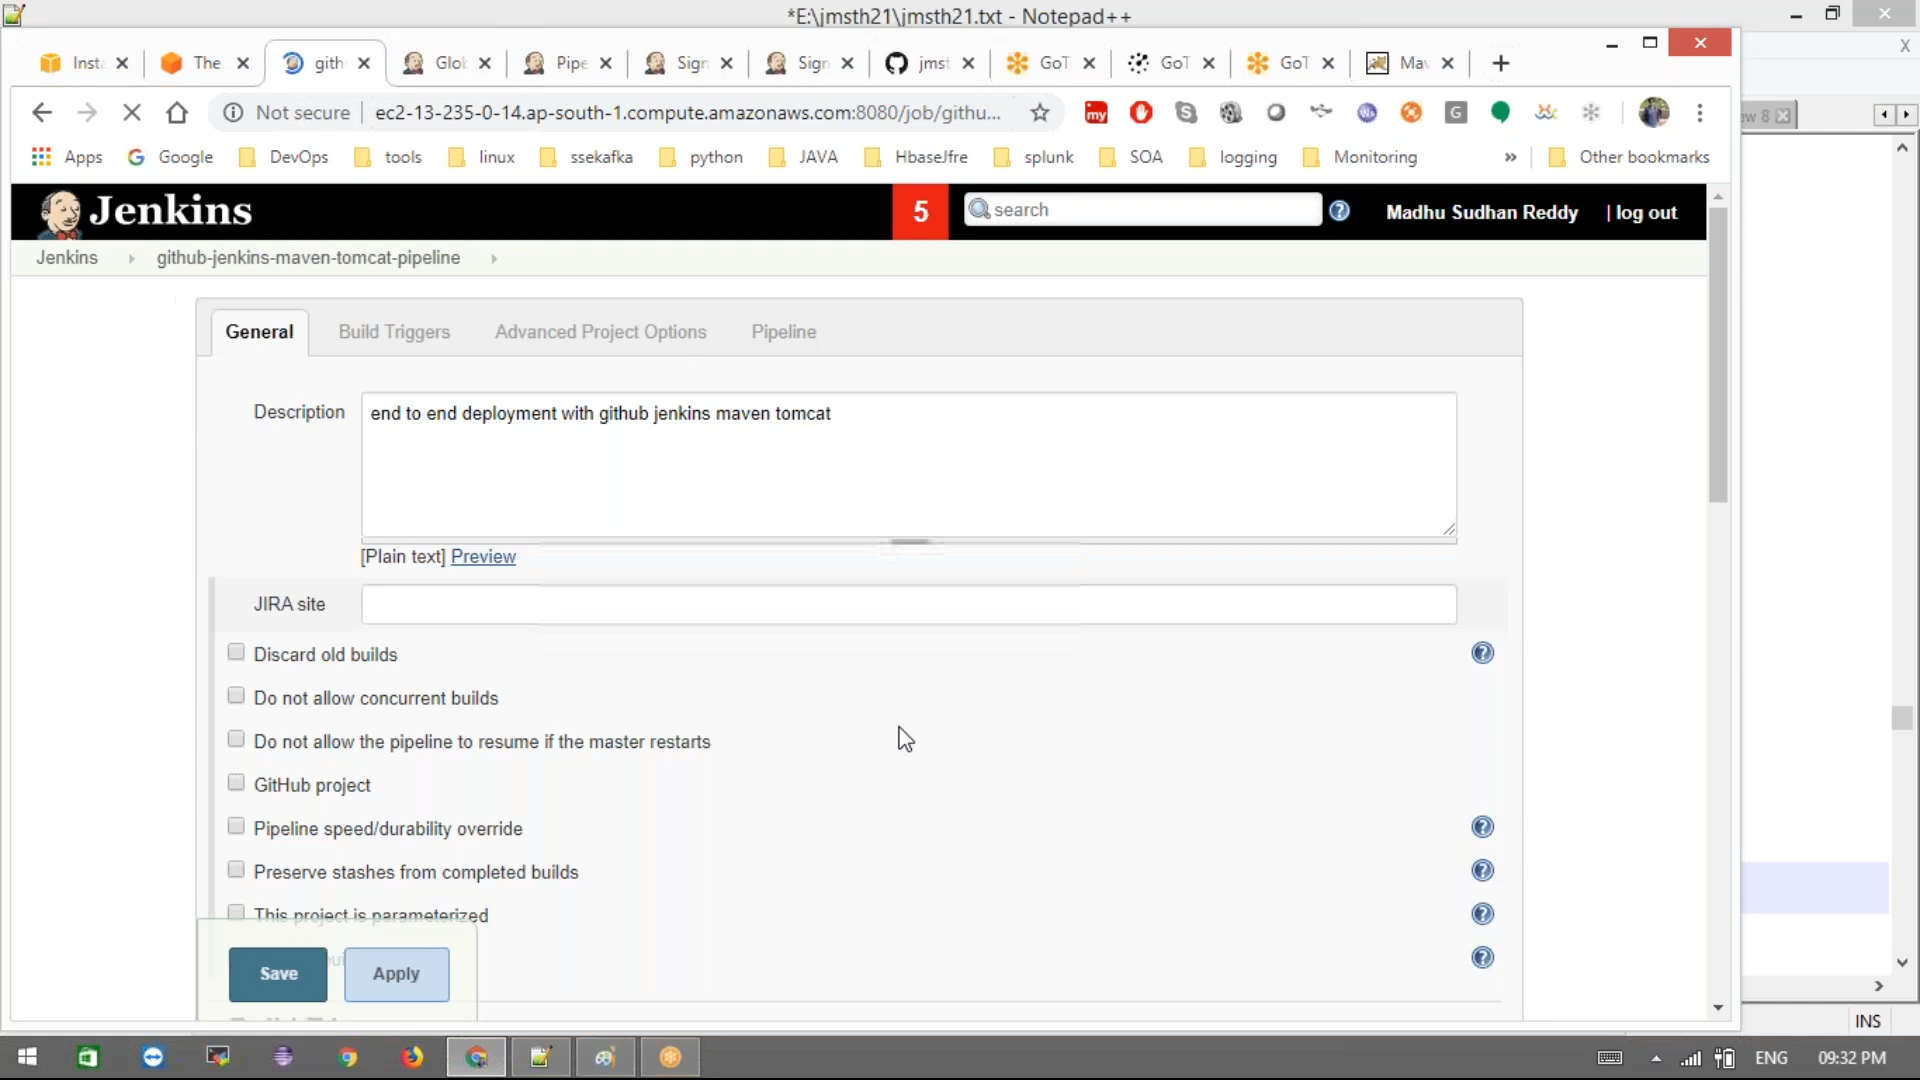 *E:\jmsth21\jmsth21.txt - Notepad++
Inst
The
gith
Glob
Pipe
Sign
Sign
jmst
GoT
GoT
GoT
Mav
Not secure
ec2-13-235-0-14.ap-south-1.compute.amazonaws.com:8080/job/githu...
Apps
Google
DevOps
tools
linux
ssekafka
python
JAVA
HbaseJfre
splunk
SOA
logging
Monitoring
»
Other bookmarks
Jenkins
5
search
Madhu Sudhan Reddy
| log out
Jenkins
github-jenkins-maven-tomcat-pipeline
General
Build Triggers
Advanced Project Options
Pipeline
Description
end to end deployment with github jenkins maven tomcat
[Plain text] Preview
JIRA site
Discard old builds
Do not allow concurrent builds
Do not allow the pipeline to resume if the master restarts
GitHub project
Pipeline speed/durability override
Preserve stashes from completed builds
This project is parameterized
Save
Apply
INS
ENG
09:32 PM